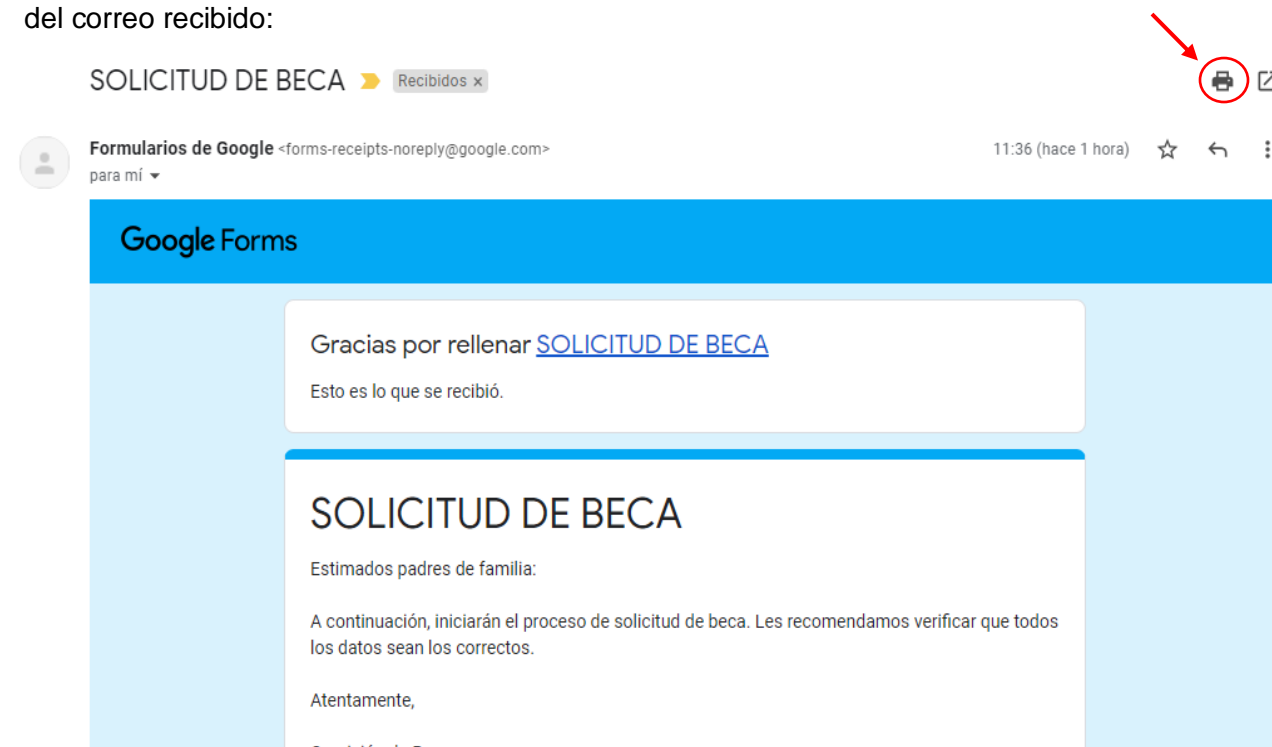 del correo recibido:
SOLICITUD DE BECA Recibidos x
Formularios de Google <forms-receipts-noreply@google.com>
11:36 (hace 1 hora)
para mí
Google Forms
Gracias por rellenar SOLICITUD DE BECA
Esto es lo que se recibió.
SOLICITUD DE BECA
Estimados padres de familia:
A continuación, iniciarán el proceso de solicitud de beca. Les recomendamos verificar que todos
los datos sean los correctos.
Atentamente,